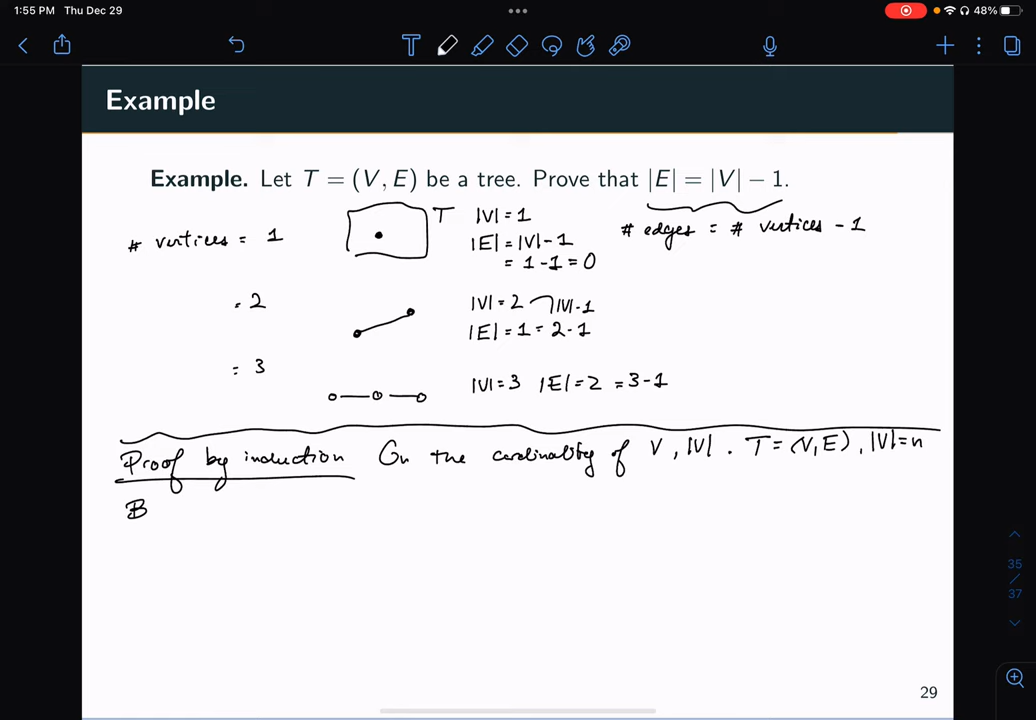 1:55 PM Thu Dec 29
48%
T
Example
Example. Let T = (V, E) be a tree. Prove that |E| = |V| − 1.
# vertices = 1
T
|V| = 1
|E| = |V| - 1
= 1 - 1 = 0
# edges = # vertices - 1
= 2
|V| = 2
|V| - 1
|E| = 1 = 2 - 1
= 3
|V| = 3 |E| = 2 = 3 - 1
Proof by induction On the cardinality of V, |V|. T = (V, E), |V| = n
B
35
/
37
29